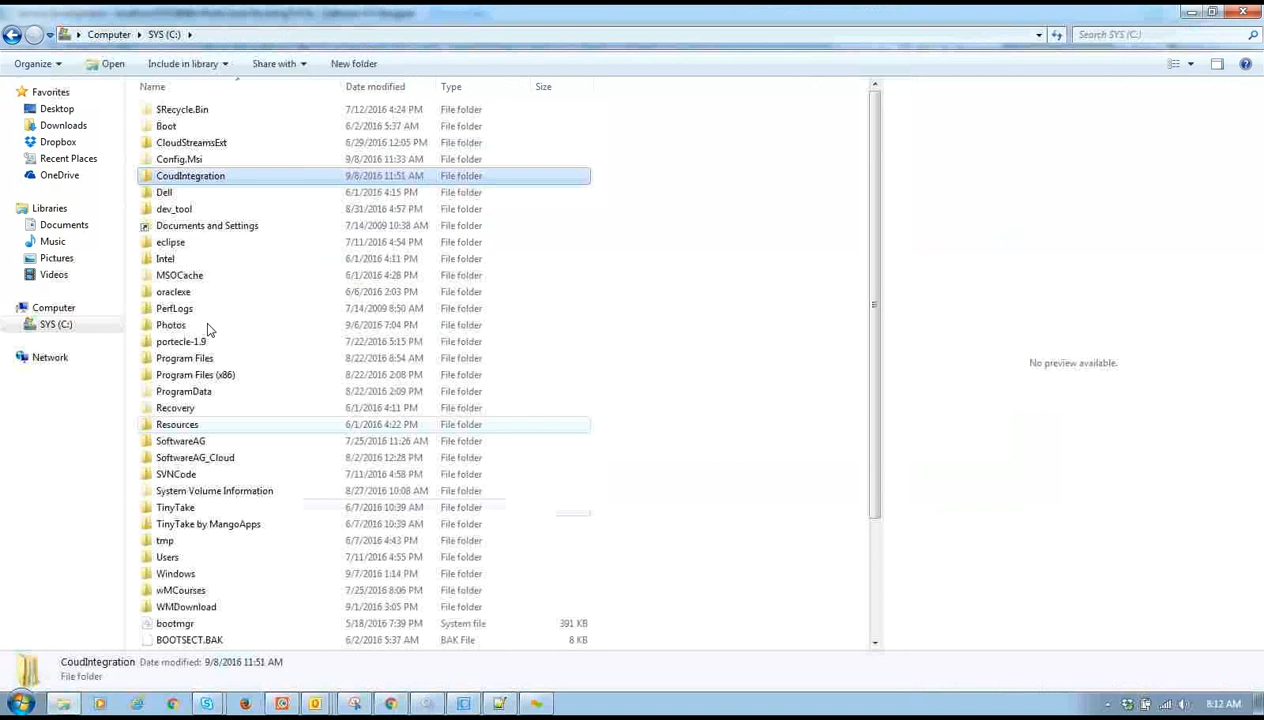 Computer SYS (C:)
Search SYS (C:)
Organize Open Include in library Share with New folder
Name Date modified Type Size
Favorites
Desktop
Downloads
Dropbox
Recent Places
OneDrive
Libraries
Documents
Music
Pictures
Videos
Computer
SYS (C:)
Network
$Recycle.Bin 7/12/2016 4:24 PM File folder
Boot 6/2/2016 5:37 AM File folder
CloudStreamsExt 6/29/2016 12:05 PM File folder
Config.Msi 9/8/2016 11:33 AM File folder
CoudIntegration 9/8/2016 11:51 AM File folder
Dell 6/1/2016 4:15 PM File folder
dev_tool 8/31/2016 4:57 PM File folder
Documents and Settings 7/14/2009 10:38 AM File folder
eclipse 7/11/2016 4:54 PM File folder
Intel 6/1/2016 4:11 PM File folder
MSOCache 6/1/2016 4:28 PM File folder
oraclexe 6/6/2016 2:03 PM File folder
PerfLogs 7/14/2009 8:50 AM File folder
Photos 9/6/2016 7:04 PM File folder
portecle-1.9 7/22/2016 5:15 PM File folder
Program Files 8/22/2016 8:54 AM File folder
Program Files (x86) 8/22/2016 2:08 PM File folder
ProgramData 8/22/2016 2:09 PM File folder
Recovery 6/1/2016 4:11 PM File folder
Resources 6/1/2016 4:22 PM File folder
SoftwareAG 7/25/2016 11:26 AM File folder
SoftwareAG_Cloud 8/2/2016 12:28 PM File folder
SVNCode 7/11/2016 4:58 PM File folder
System Volume Information 8/27/2016 10:08 AM File folder
TinyTake 6/7/2016 10:39 AM File folder
TinyTake by MangoApps 6/7/2016 10:39 AM File folder
tmp 6/7/2016 4:43 PM File folder
Users 7/11/2016 4:55 PM File folder
Windows 9/7/2016 1:14 PM File folder
wMCourses 7/25/2016 8:06 PM File folder
WMDownload 9/1/2016 3:05 PM File folder
bootmgr 5/18/2016 7:39 PM System file 391 KB
BOOTSECT.BAK 6/2/2016 5:37 AM BAK File 8 KB
No preview available.
CoudIntegration Date modified: 9/8/2016 11:51 AM
File folder
8:12 AM